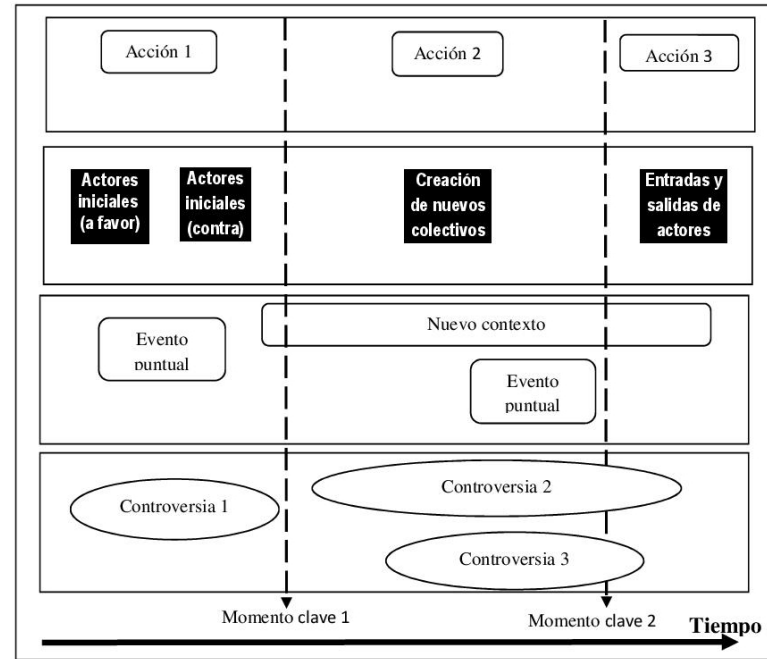 Acción 1
Acción 2
Acción 3
Actores
iniciales
(a favor)
Actores
iniciales
(contra)
Creación
de nuevos
colectivos
Entradas y
salidas de
actores
Nuevo contexto
Evento
puntual
Evento
puntual
Controversia 1
Controversia 2
Controversia 3
Momento clave 1
Momento clave 2
Tiempo